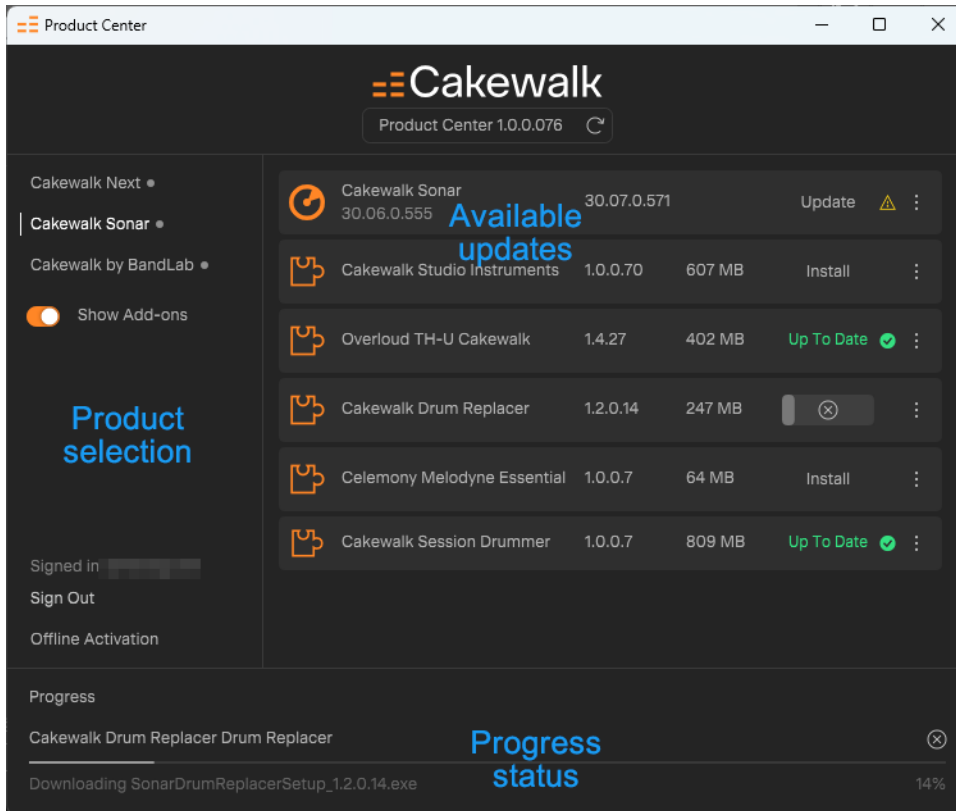 Product Center
Cakewalk
Product Center 1.0.0.076
Cakewalk Next
Cakewalk Sonar
Cakewalk by BandLab
Show Add-ons
Product
selection
Signed in
Sign Out
Offline Activation
Cakewalk Sonar
30.06.0.555
30.07.0.571
Update
Available
updates
Cakewalk Studio Instruments 1.0.0.70 607 MB Install
Overloud TH-U Cakewalk 1.4.27 402 MB Up To Date
Cakewalk Drum Replacer 1.2.0.14 247 MB
Celemony Melodyne Essential 1.0.0.7 64 MB Install
Cakewalk Session Drummer 1.0.0.7 809 MB Up To Date
Progress
Cakewalk Drum Replacer Drum Replacer
Progress
status
Downloading SonarDrumReplacerSetup_1.2.0.14.exe 14%